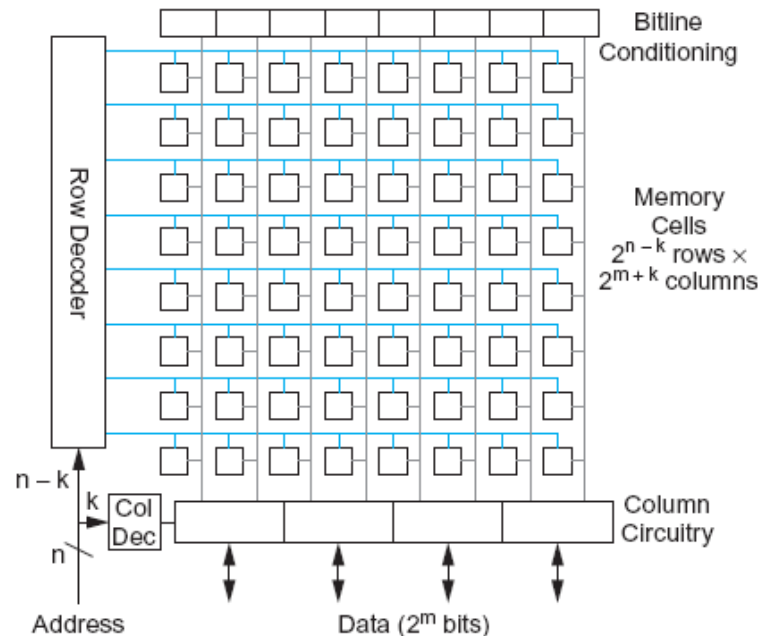 Bitline
Conditioning
Row Decoder
Memory
Cells
2^{n-k} rows ×
2^{m+k} columns
n – k
k
Col
Dec
n
Column
Circuitry
Address
Data (2^m bits)